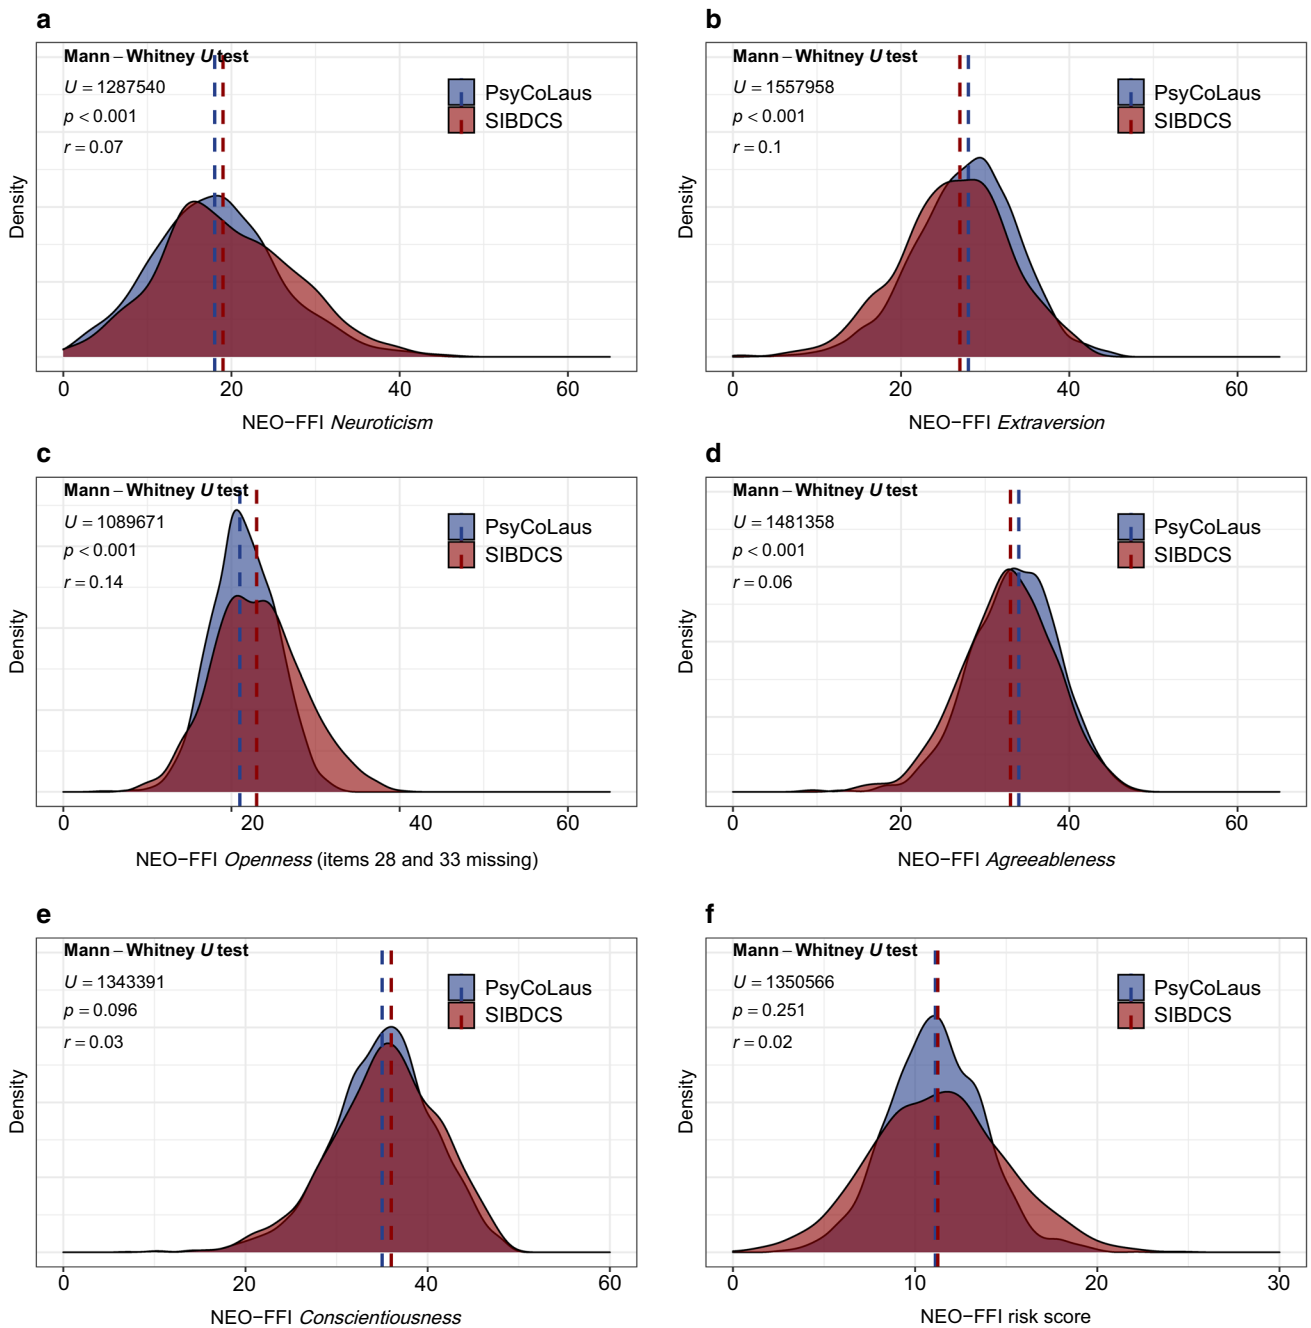 a
Mann – Whitney U test
U = 1287540
p < 0.001
r = 0.07
PsyCoLaus
SIBDCS
Density
0 20 40 60
NEO−FFI Neuroticism
b
Mann – Whitney U test
U = 1557958
p < 0.001
r = 0.1
PsyCoLaus
SIBDCS
Density
0 20 40 60
NEO−FFI Extraversion
c
Mann – Whitney U test
U = 1089671
p < 0.001
r = 0.14
PsyCoLaus
SIBDCS
Density
0 20 40 60
NEO−FFI Openness (items 28 and 33 missing)
d
Mann – Whitney U test
U = 1481358
p < 0.001
r = 0.06
PsyCoLaus
SIBDCS
Density
0 20 40 60
NEO−FFI Agreeableness
e
Mann – Whitney U test
U = 1343391
p = 0.096
r = 0.03
PsyCoLaus
SIBDCS
Density
0 20 40 60
NEO−FFI Conscientiousness
f
Mann – Whitney U test
U = 1350566
p = 0.251
r = 0.02
PsyCoLaus
SIBDCS
Density
0 10 20 30
NEO−FFI risk score